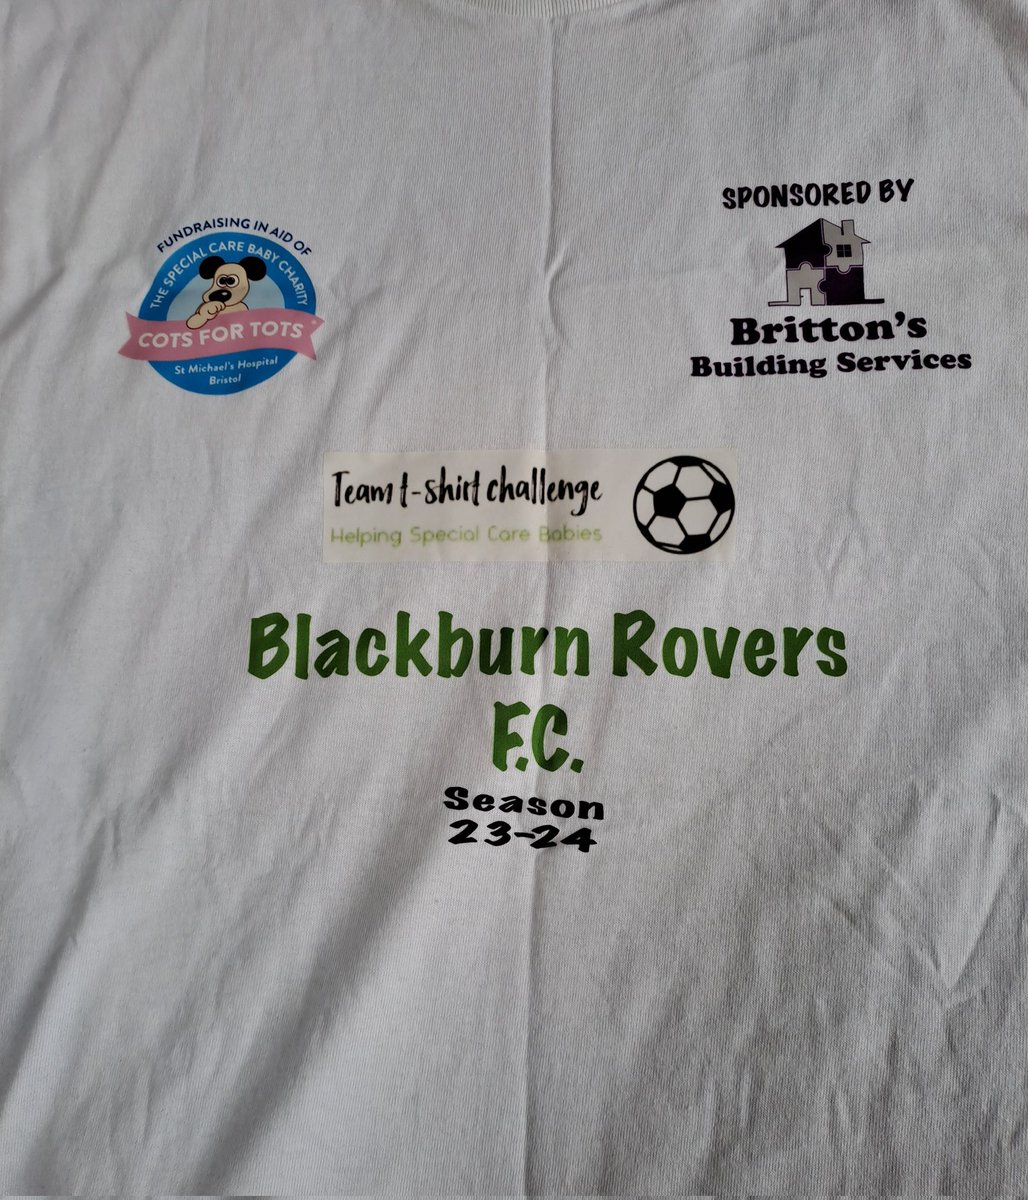 FUNDRAISING IN AID OF
THE SPECIAL CARE BABY CHARITY
COTS FOR TOTS
St Michael's Hospital
Bristol
SPONSORED BY
Britton's
Building Services
Team t-shirt challenge
Helping Special Care Babies
Blackburn Rovers
F.C.
Season
23-24